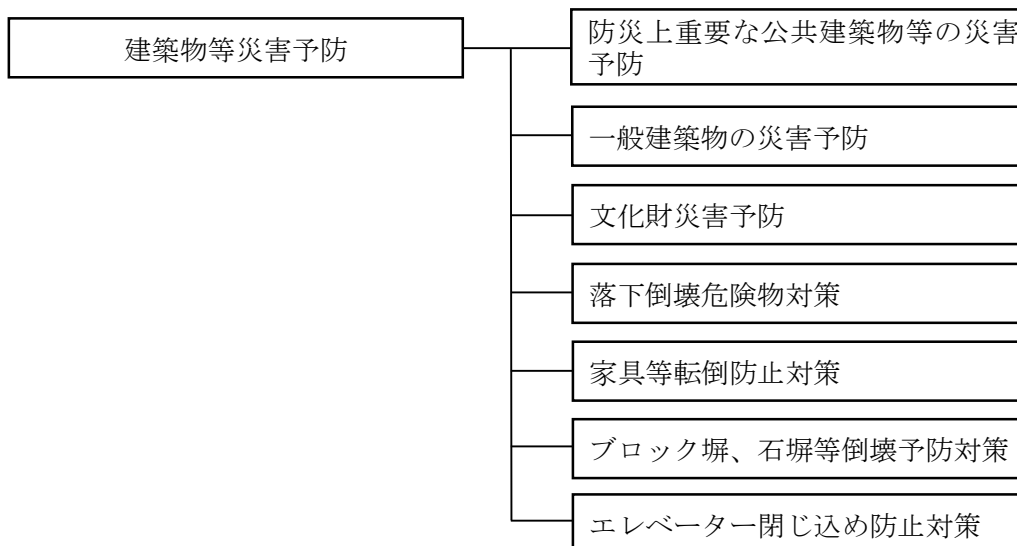 建築物等災害予防
防災上重要な公共建築物等の災害
予防
一般建築物の災害予防
文化財災害予防
落下倒壊危険物対策
家具等転倒防止対策
ブロック塀、石塀等倒壊予防対策
エレベーター閉じ込め防止対策